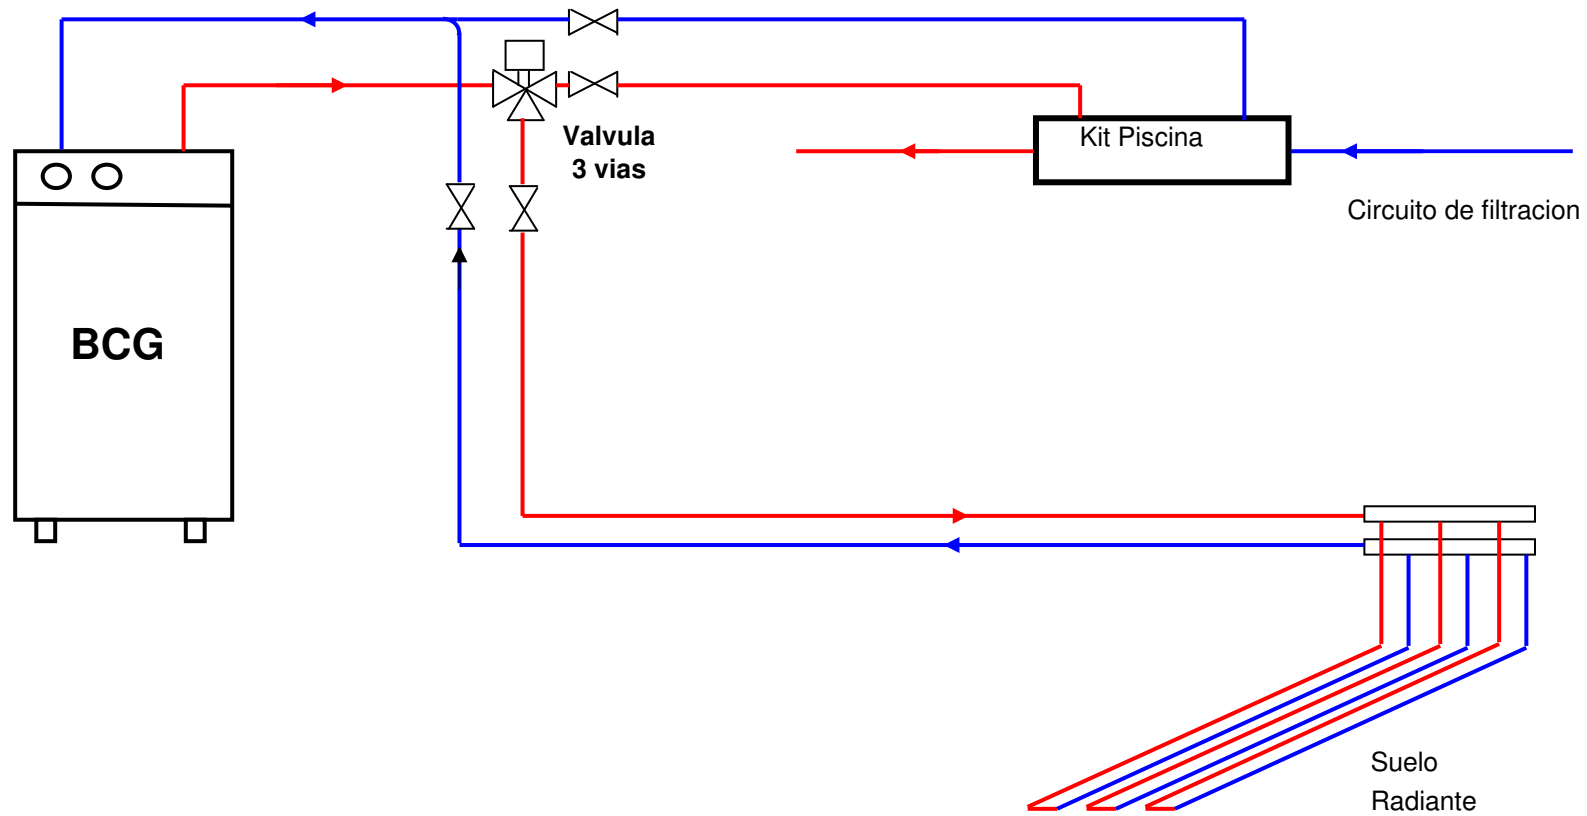 Valvula
3 vias
Kit Piscina
Circuito de filtracion
BCG
Suelo
Radiante